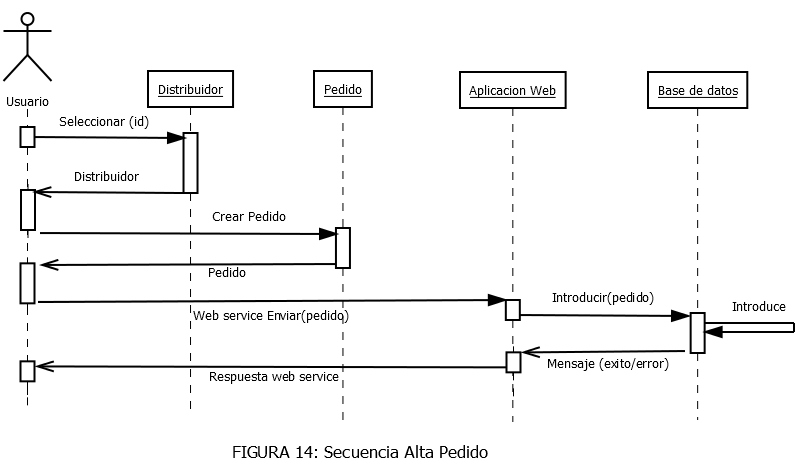 Usuario
Distribuidor
Pedido
Aplicacion Web
Base de datos
Seleccionar (id)
Distribuidor
Crear Pedido
Pedido
Web service Enviar(pedido)
Introducir(pedido)
Introduce
Mensaje (exito/error)
Respuesta web service
FIGURA 14: Secuencia Alta Pedido